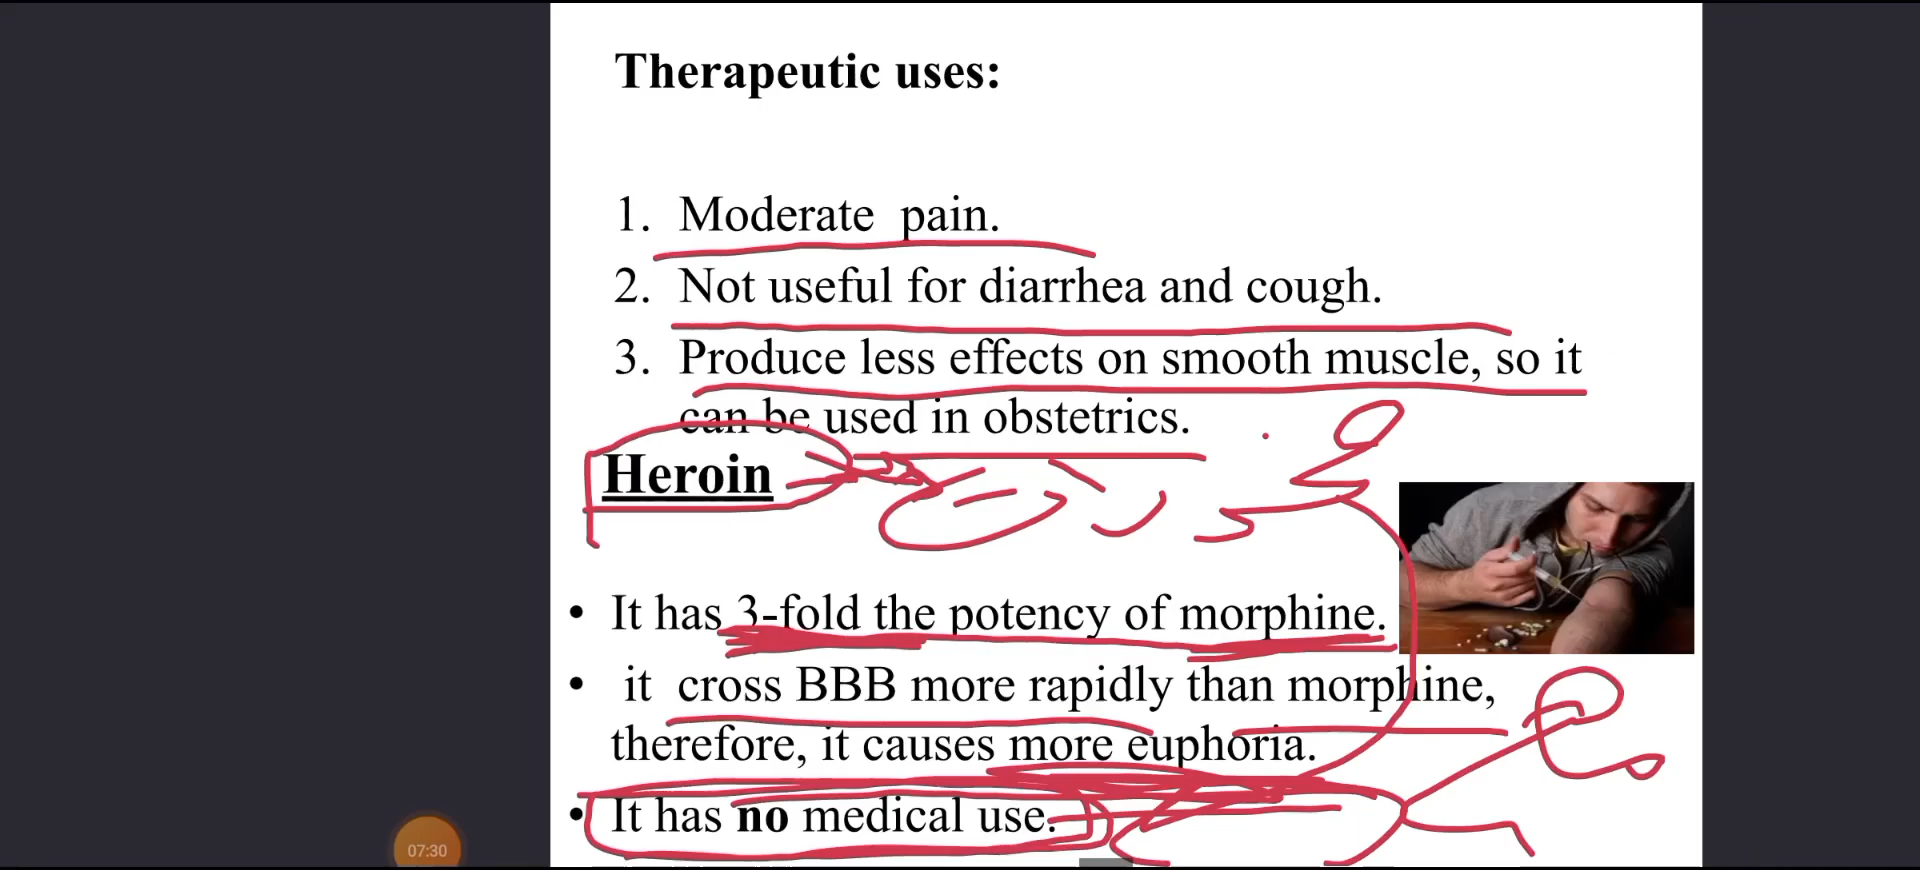 Therapeutic uses:
1. Moderate pain.
2. Not useful for diarrhea and cough.
3. Produce less effects on smooth muscle, so it
can be used in obstetrics.
Heroin
• It has 3-fold the potency of morphine.
• it cross BBB more rapidly than morphine,
therefore, it causes more euphoria.
• It has no medical use.
07:30